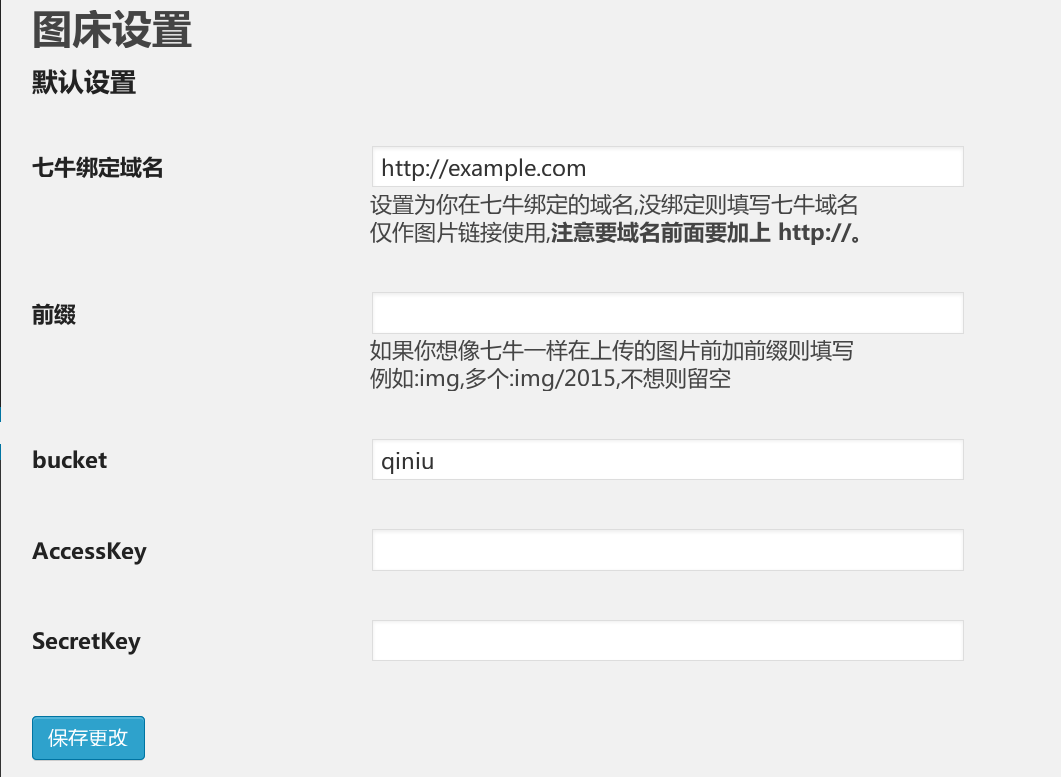 图床设置
默认设置
七牛绑定域名
http://example.com
设置为你在七牛绑定的域名,没绑定则填写七牛域名
仅作图片链接使用,注意要域名前面要加上 http://。
前缀
如果你想像七牛一样在上传的图片前加前缀则填写
例如:img,多个:img/2015,不想则留空
bucket
qiniu
AccessKey
SecretKey
保存更改